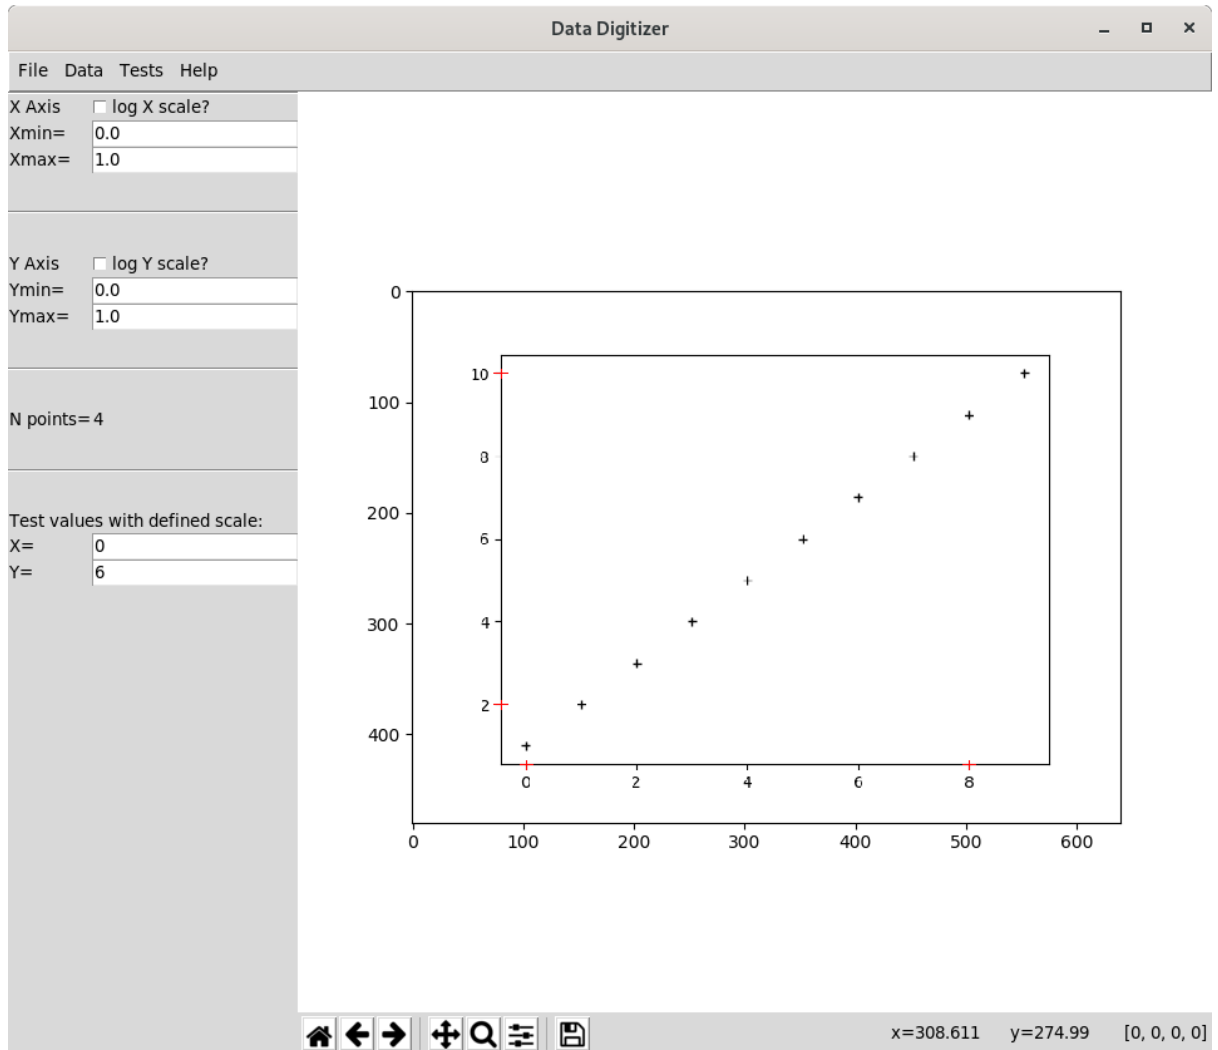 Data Digitizer
File Data Tests Help
X Axis log X scale?
Xmin= 0.0
Xmax= 1.0
Y Axis log Y scale?
Ymin= 0.0
Ymax= 1.0
N points= 4
Test values with defined scale:
X= 0
Y= 6
0
100
200
300
400
10
8
6
4
2
0 2 4 6 8
0 100 200 300 400 500 600
x=308.611 y=274.99 [0, 0, 0, 0]